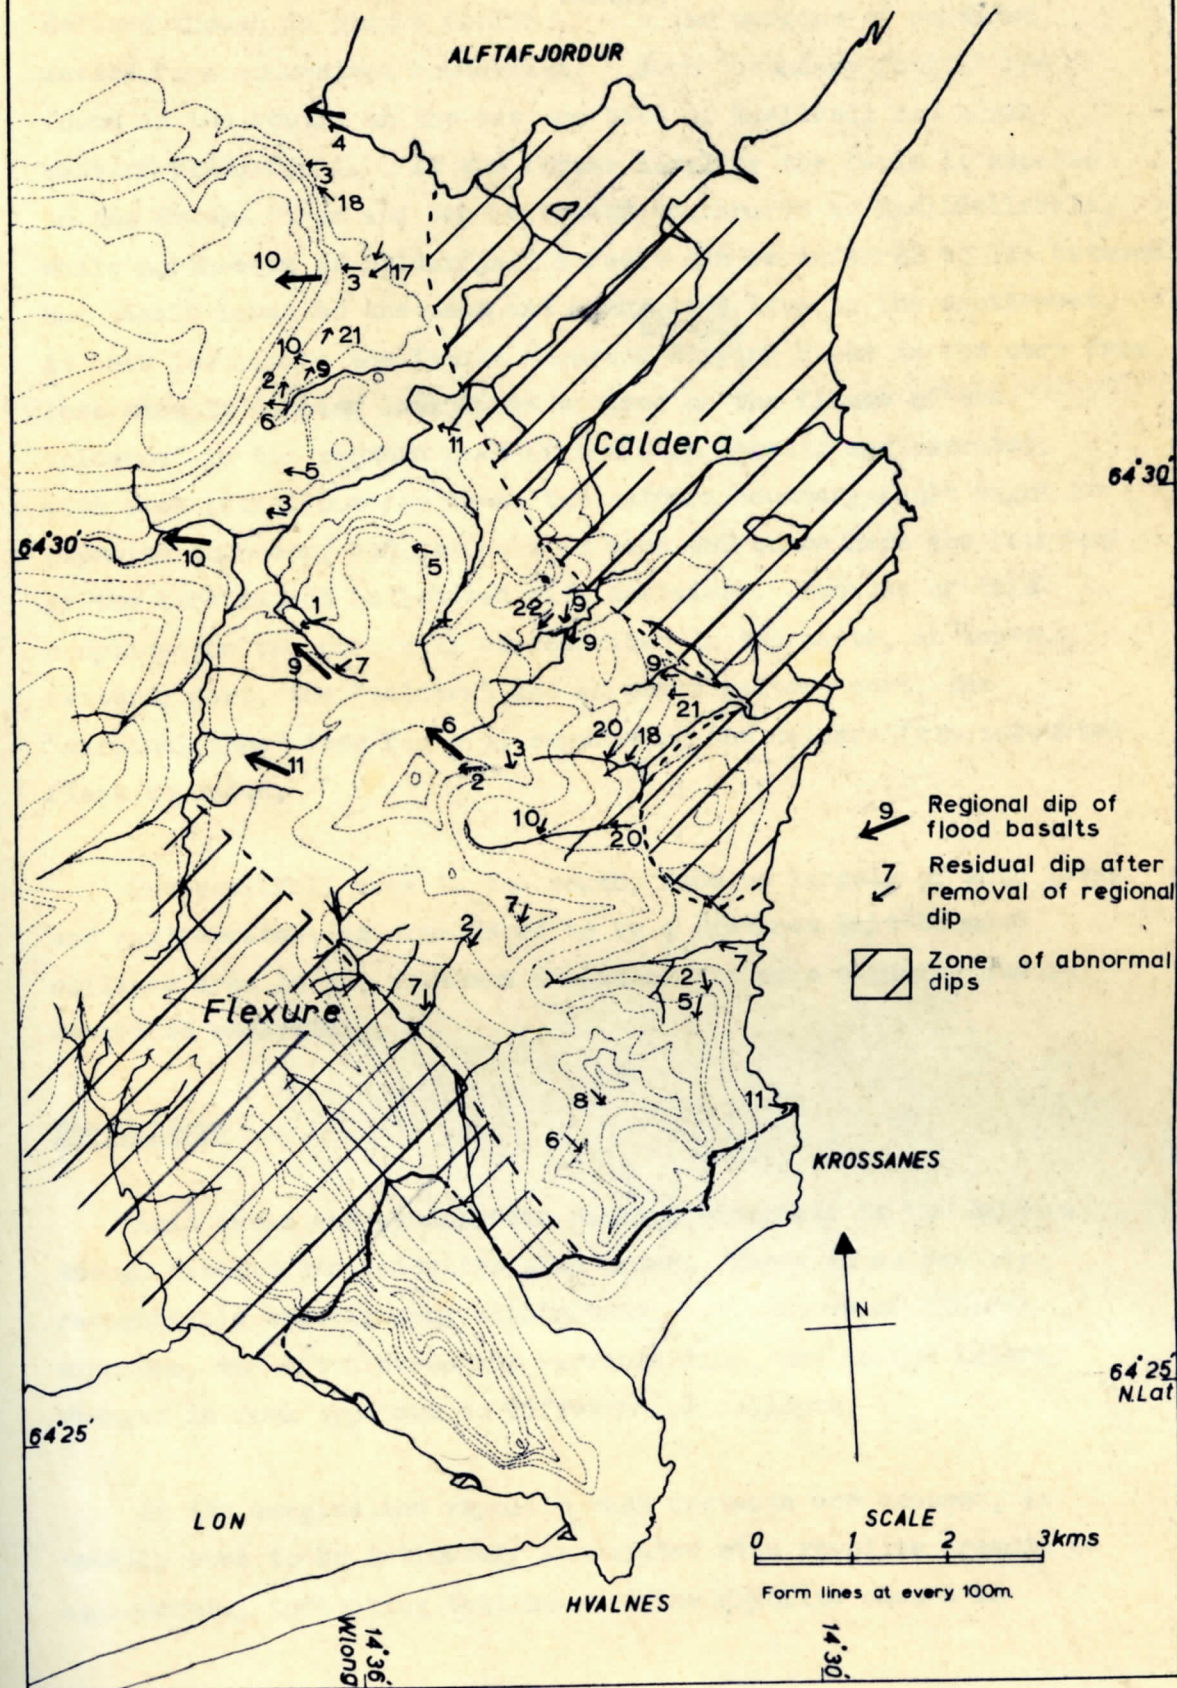 ALFTAFJORDUR
4
3
18
10
3
17
21
10
9
2
6
11
Caldera
5
3
64°30'
64°30'
10
5
1
22
9
9
9
7
9
21
6
20
18
3
2
11
10
20
9 Regional dip of
flood basalts
7 Residual dip after
removal of regional
dip
Zone of abnormal
dips
7
2
7
7
2
5
Flexure
8
11
6
KROSSANES
N
64°25'
N.Lat
64°25'
LON
SCALE
0 1 2 3kms
Form lines at every 100m.
HVALNES
14°36'
W.long
14°30'